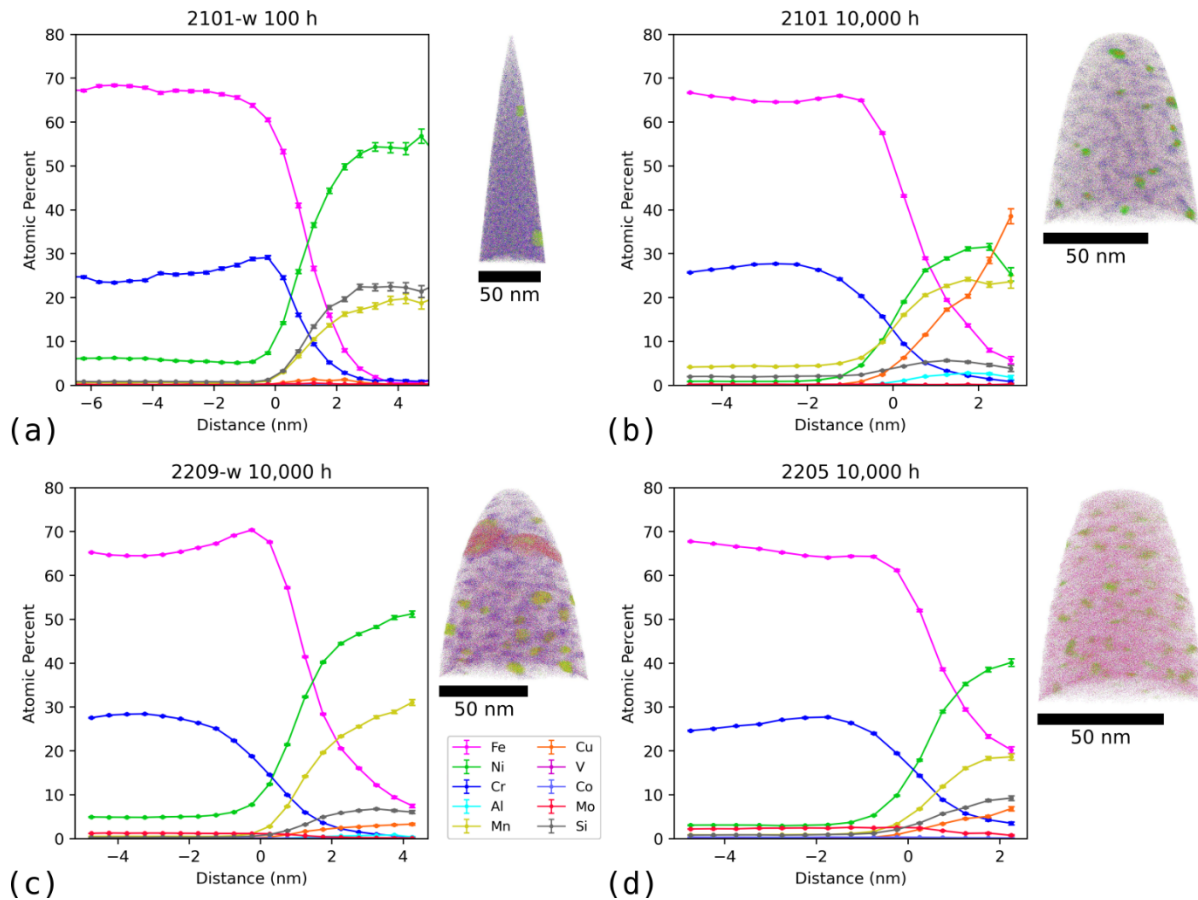 2101-w 100 h
80
70
60
50
40
30
20
10
0
Atomic Percent
−6 −4 −2 0 2 4
Distance (nm)
50 nm
(a)
2101 10,000 h
80
70
60
50
40
30
20
10
0
Atomic Percent
−4 −2 0 2
Distance (nm)
50 nm
(b)
2209-w 10,000 h
80
70
60
50
40
30
20
10
0
Atomic Percent
−4 −2 0 2 4
Distance (nm)
50 nm
Fe Cu
Ni V
Cr Co
Al Mo
Mn Si
(c)
2205 10,000 h
80
70
60
50
40
30
20
10
0
Atomic Percent
−4 −2 0 2
Distance (nm)
50 nm
(d)